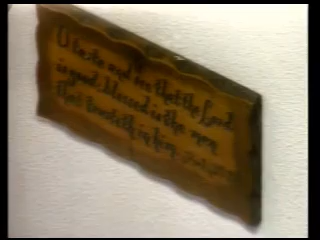 O taste and see that the Lord
is good: blessed is the man
that trusteth in him.